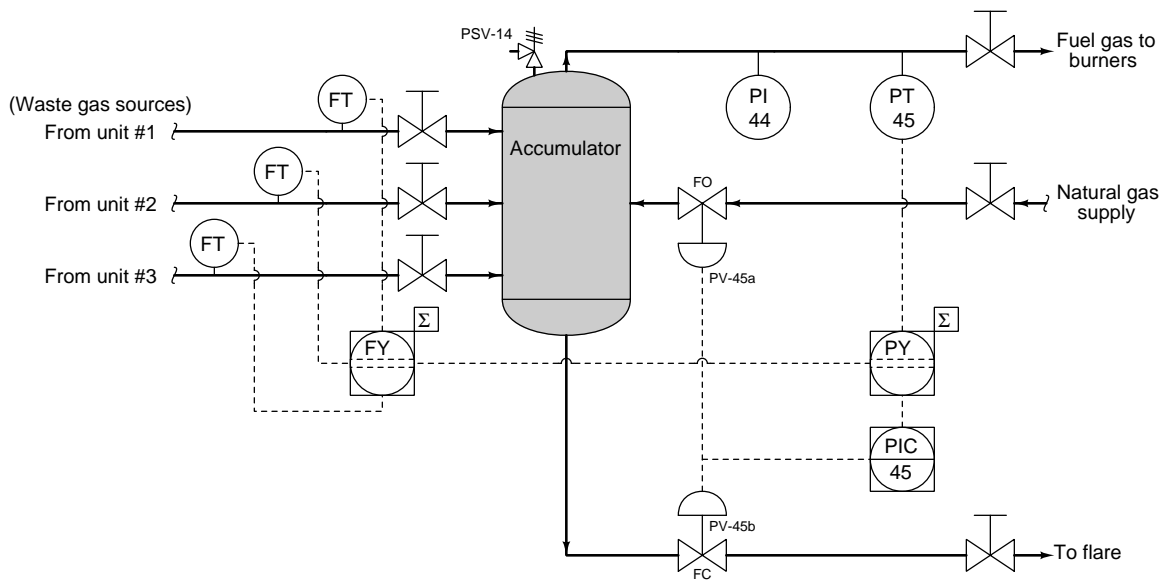 PSV-14
Fuel gas to
burners
(Waste gas sources)
From unit #1
FT
PI
44
PT
45
Accumulator
From unit #2
FT
FO
Natural gas
supply
From unit #3
FT
PV-45a
Σ
FY
Σ
PY
PIC
45
PV-45b
FC
To flare